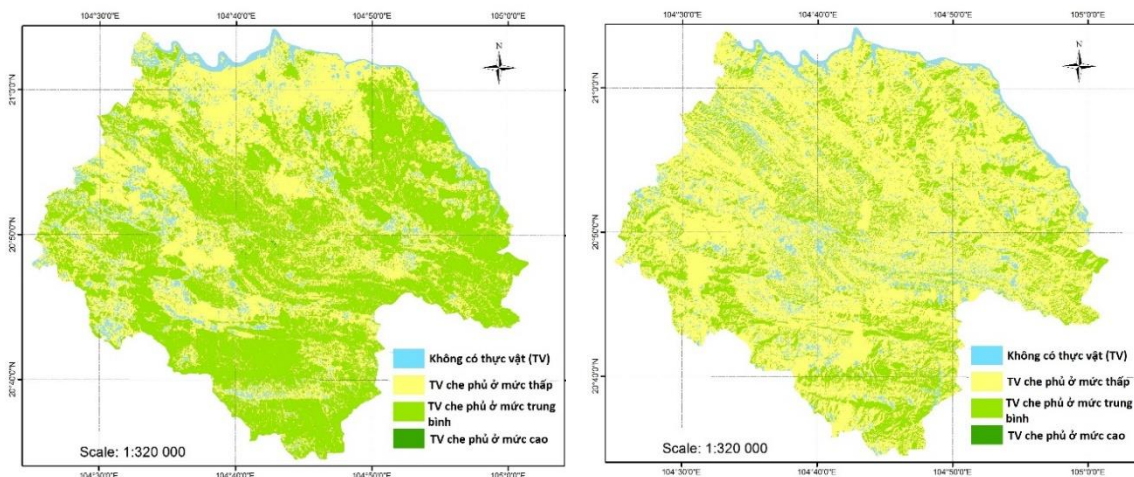 104°30'0"E 104°40'0"E 104°50'0"E 105°0'0"E
N
21°0'0"N
20°50'0"N
20°40'0"N
Không có thực vật (TV)
TV che phủ ở mức thấp
TV che phủ ở mức trung
bình
TV che phủ ở mức cao
Scale: 1:320 000
104°30'0"E 104°40'0"E 104°50'0"E 105°0'0"E
104°30'0"E 104°40'0"E 104°50'0"E 105°0'0"E
N
21°0'0"N
20°50'0"N
20°40'0"N
Không có thực vật (TV)
TV che phủ ở mức thấp
TV che phủ ở mức trung
bình
TV che phủ ở mức cao
Scale: 1:320 000
104°30'0"E 104°40'0"E 104°50'0"E 105°0'0"E